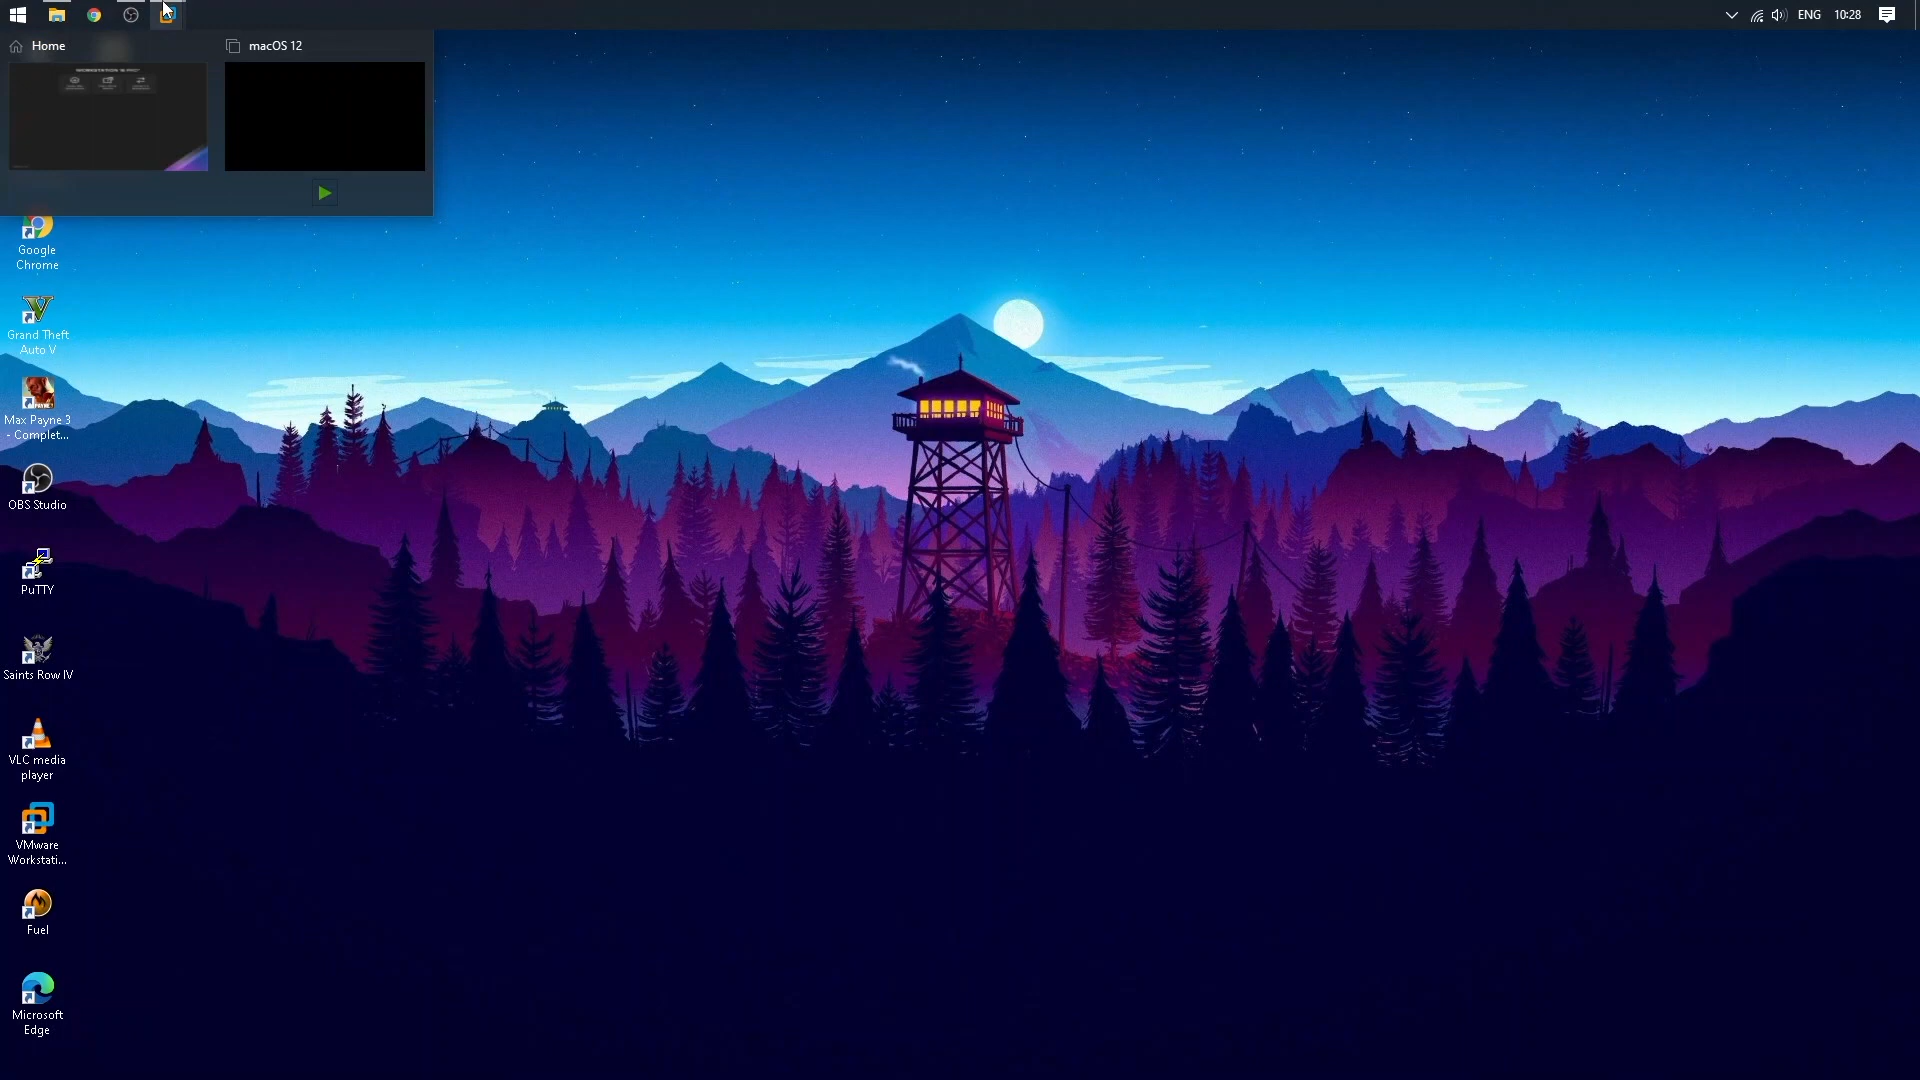 ENG 10:28
Home
macOS 12
Google
Chrome
Grand Theft
Auto V
Max Payne 3
- Complet...
OBS Studio
PuTTY
Saints Row IV
VLC media
player
VMware
Workstati...
Fuel
Microsoft
Edge